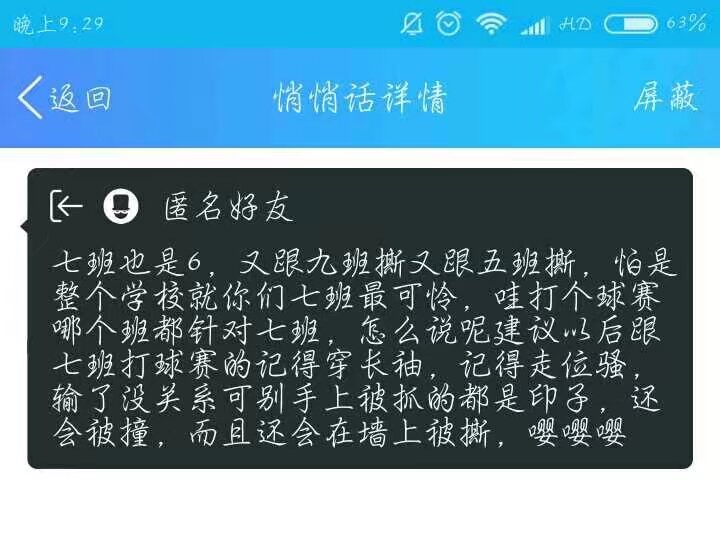 晚上9:29 HD 63%
返回 悄悄话详情 屏蔽
匿名好友
七班也是6，又跟九班撕又跟五班撕，怕是
整个学校就你们七班最可怜，哇打个球赛
哪个班都针对七班，怎么说呢建议以后跟
七班打球赛的记得穿长袖，记得走位骚，
输了没关系可别手上被抓的都是印子，还
会被撞，而且还会在墙上被撕，嘤嘤嘤